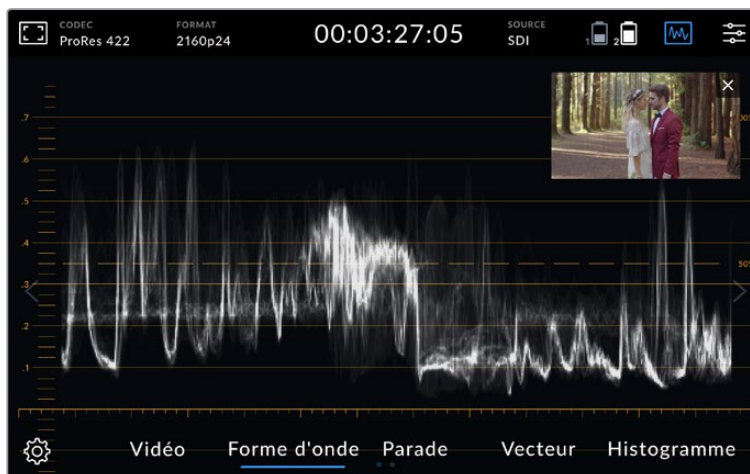 CODEC FORMAT SOURCE
ProRes 422 2160p24 00:03:27:05 SDI 1 2
.7
.6
.5
.4
50%
.3
.2
.1
Vidéo Forme d'onde Parade Vecteur Histogramme